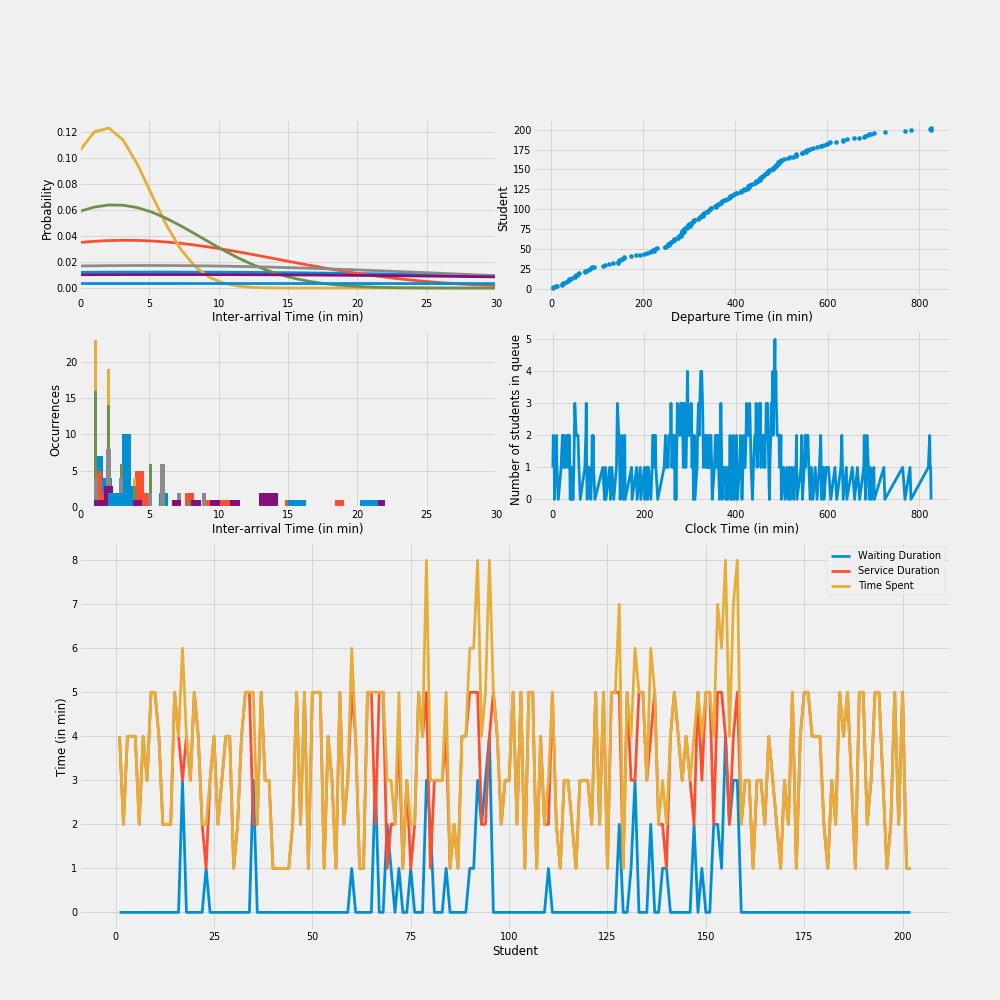 0.12
0.10
0.08
0.06
0.04
0.02
0.00
Probability
0 5 10 15 20 25 30
Inter-arrival Time (in min)
200
175
150
125
100
75
50
25
0
Student
0 200 400 600 800
Departure Time (in min)
20
15
10
5
0
Occurrences
0 5 10 15 20 25 30
Inter-arrival Time (in min)
5
4
3
2
1
0
Number of students in queue
0 200 400 600 800
Clock Time (in min)
8
7
6
5
4
3
2
1
0
Time (in min)
Waiting Duration
Service Duration
Time Spent
0 25 50 75 100 125 150 175 200
Student